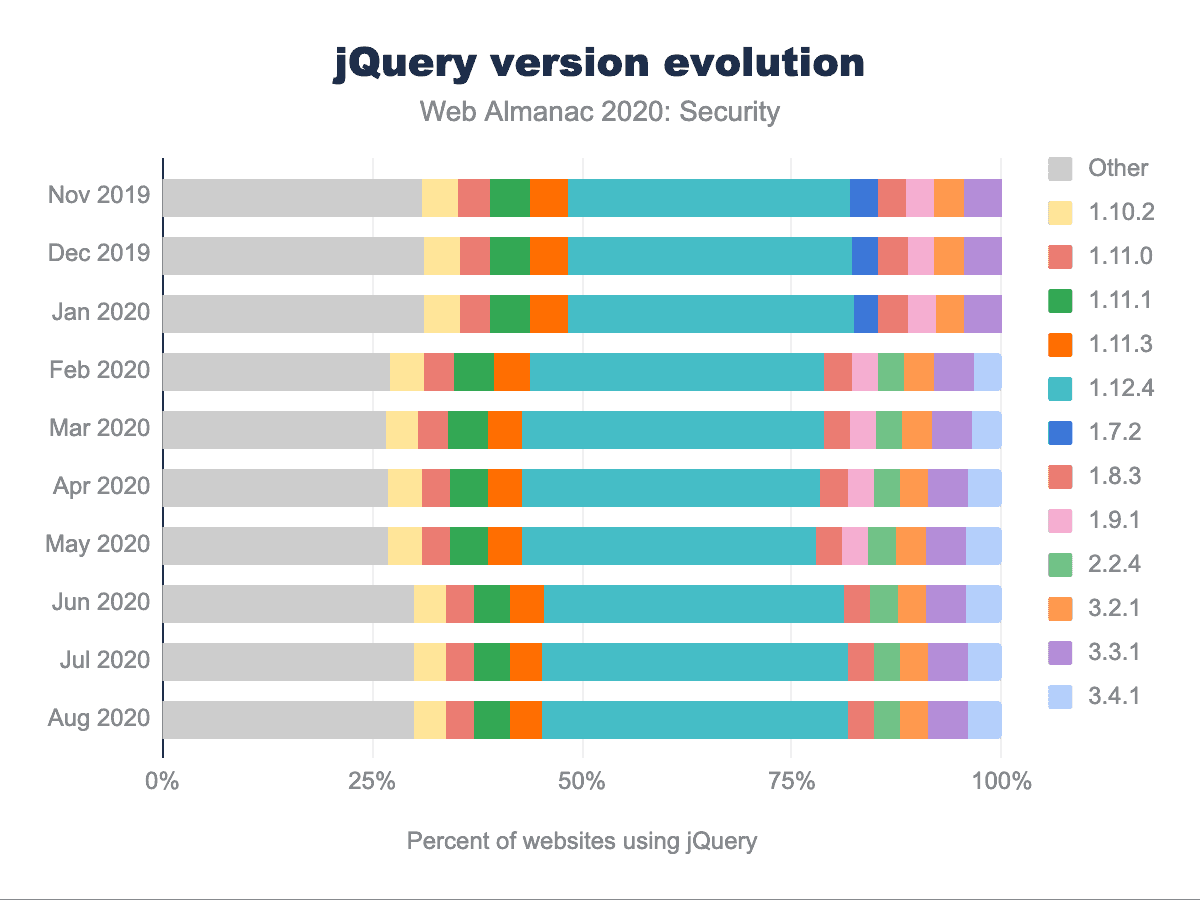 jQuery version evolution
Web Almanac 2020: Security
Nov 2019
Dec 2019
Jan 2020
Feb 2020
Mar 2020
Apr 2020
May 2020
Jun 2020
Jul 2020
Aug 2020
0% 25% 50% 75% 100%
Percent of websites using jQuery
Other
1.10.2
1.11.0
1.11.1
1.11.3
1.12.4
1.7.2
1.8.3
1.9.1
2.2.4
3.2.1
3.3.1
3.4.1